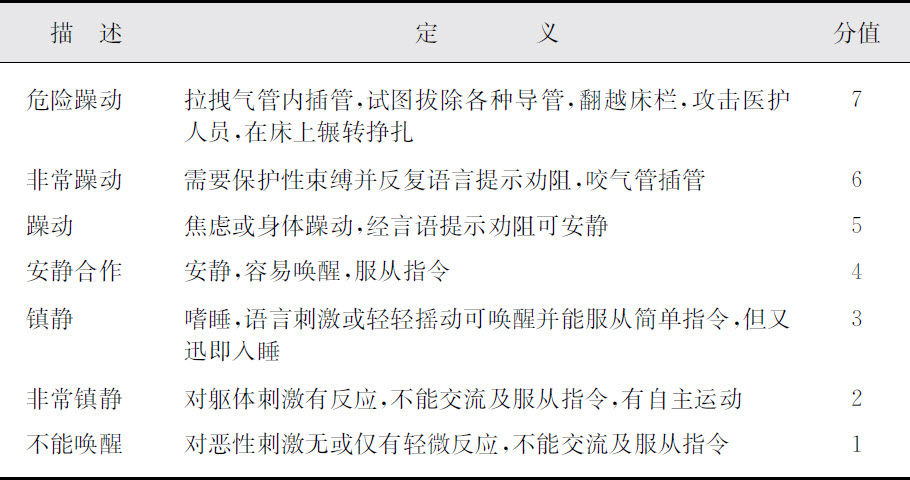 描 述 定 义 分值
危险躁动 拉拽气管内插管,试图拔除各种导管,翻越床栏,攻击医护 7
人员,在床上辗转挣扎
非常躁动 需要保护性束缚并反复语言提示劝阻,咬气管插管 6
躁动 焦虑或身体躁动,经言语提示劝阻可安静 5
安静合作 安静,容易唤醒,服从指令 4
镇静 嗜睡,语言刺激或轻轻摇动可唤醒并能服从简单指令,但又 3
迅即入睡
非常镇静 对躯体刺激有反应,不能交流及服从指令,有自主运动 2
不能唤醒 对恶性刺激无或仅有轻微反应,不能交流及服从指令 1